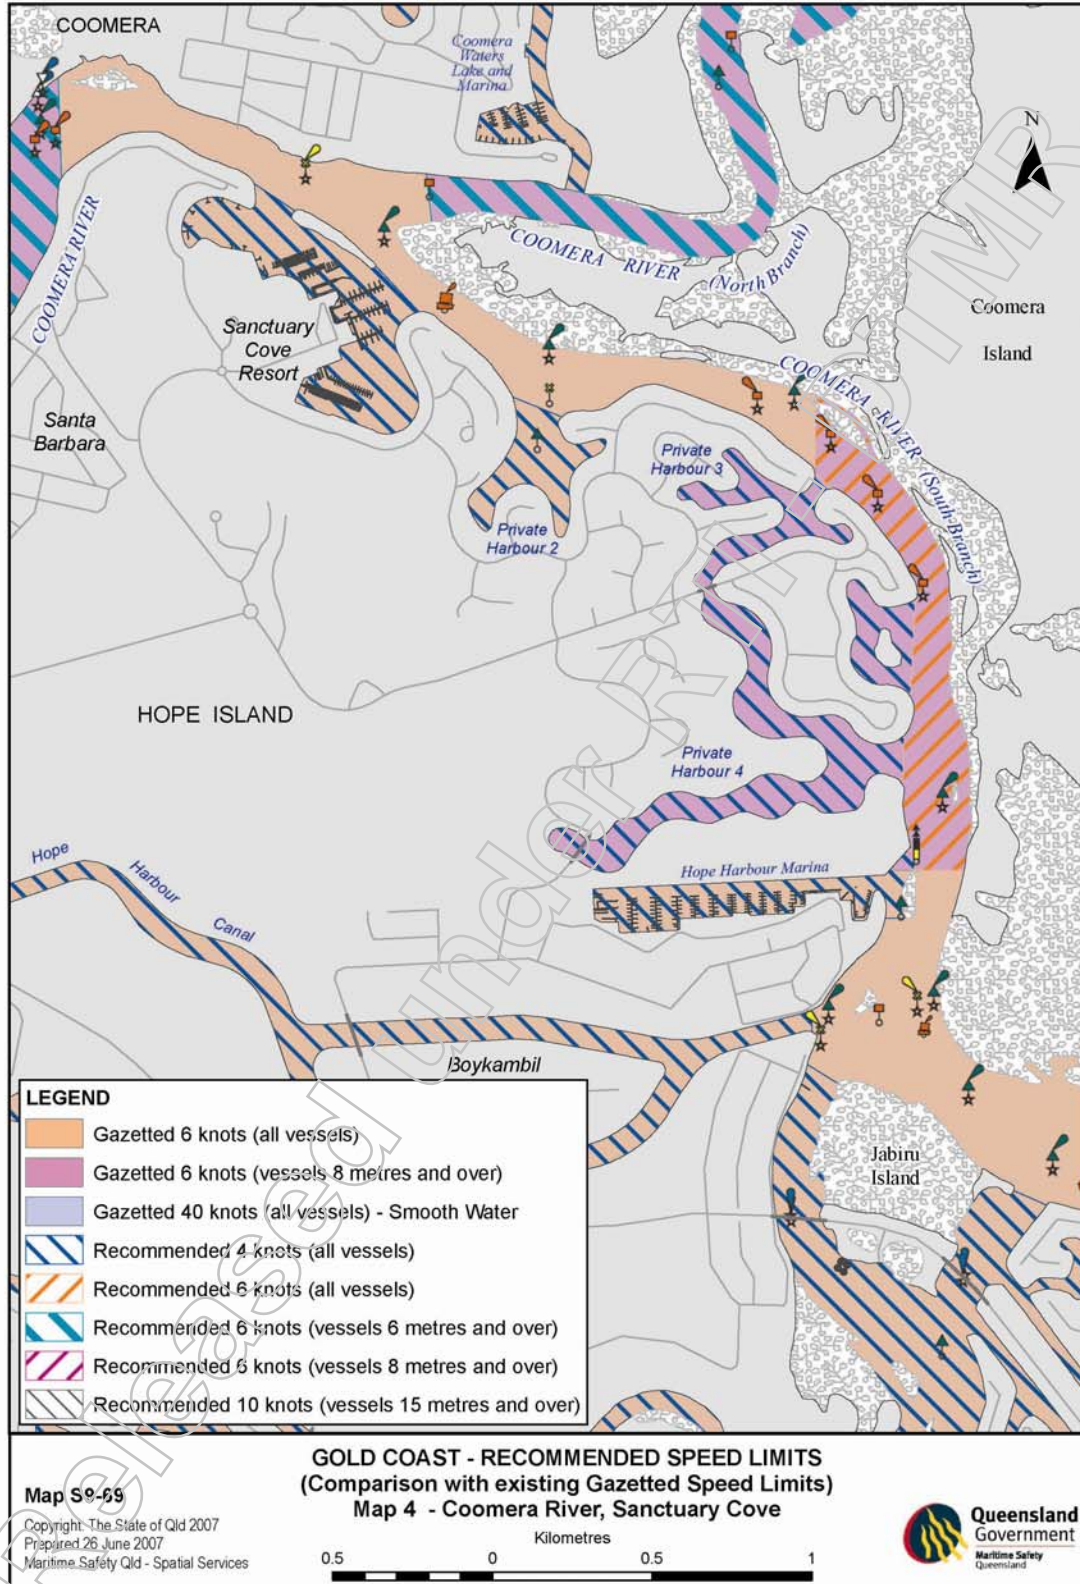 COOMERA
Coomera
Waters
Lake and
Marina
N
COOMERA RIVER
COOMERA RIVER (North Branch)
Coomera
Island
Sanctuary
Cove
Resort
COOMERA RIVER (South Branch)
Santa
Barbara
Private
Harbour 3
Private
Harbour 2
HOPE ISLAND
Private
Harbour 4
Hope Harbour Canal
Hope Harbour Marina
Boykambil
Jabiru
Island
LEGEND
Gazetted 6 knots (all vessels)
Gazetted 6 knots (vessels 8 metres and over)
Gazetted 40 knots (all vessels) - Smooth Water
Recommended 4 knots (all vessels)
Recommended 6 knots (all vessels)
Recommended 6 knots (vessels 6 metres and over)
Recommended 6 knots (vessels 8 metres and over)
Recommended 10 knots (vessels 15 metres and over)
GOLD COAST - RECOMMENDED SPEED LIMITS
(Comparison with existing Gazetted Speed Limits)
Map 4 - Coomera River, Sanctuary Cove
Map S9-69
Copyright: The State of Qld 2007
Prepared 26 June 2007
Maritime Safety Qld - Spatial Services
Kilometres
0.5 0 0.5 1
Queensland
Government
Maritime Safety
Queensland
Released under RTI - DTMR